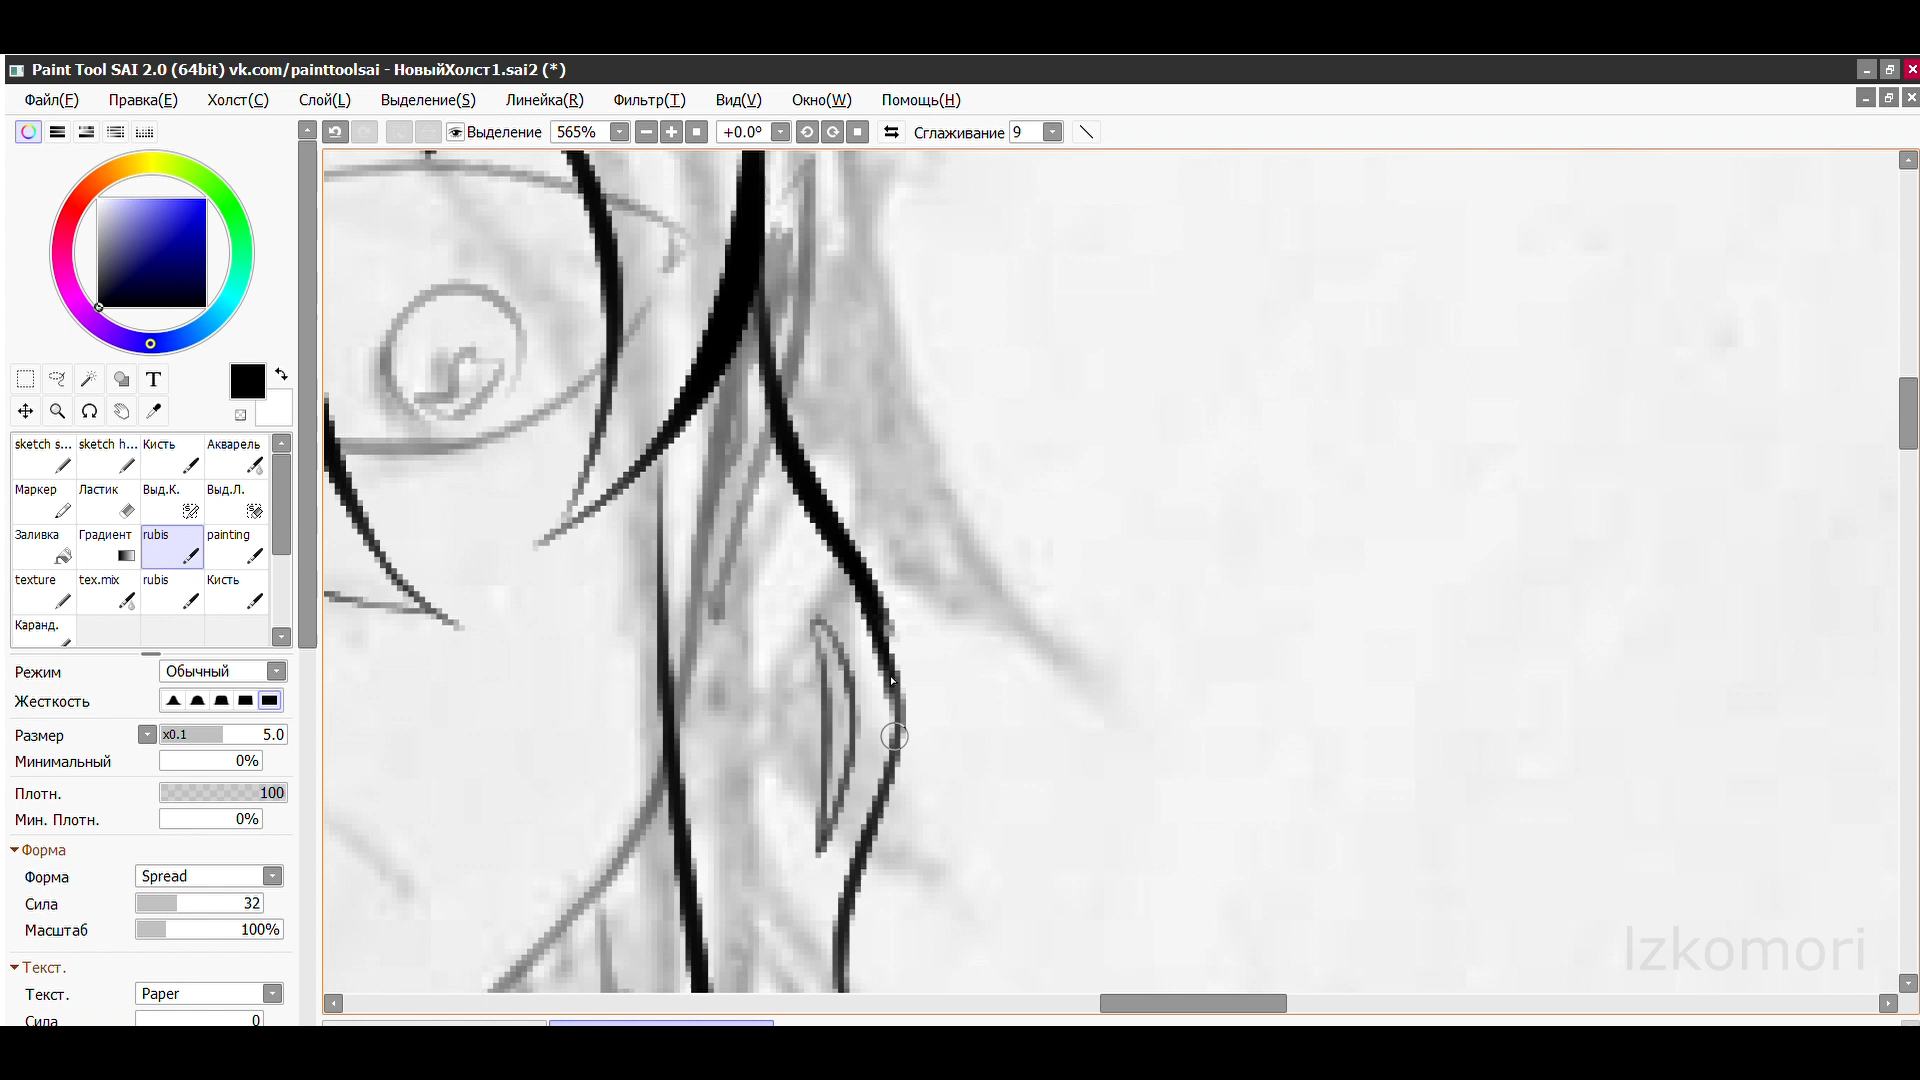 Paint Tool SAI 2.0 (64bit) vk.com/painttoolsai - НовыйХолст1.sai2 (*)
Файл(F) Правка(E) Холст(C) Слой(L) Выделение(S) Линейка(R) Фильтр(T) Вид(V) Окно(W) Помощь(H)
Выделение 565% +0.0° Сглаживание 9
T
sketch s... sketch h... Кисть Акварель
Маркер Ластик Выд.К. Выд.Л.
Заливка Градиент rubis painting
texture tex.mix rubis Кисть
Каранд.
Режим Обычный
Жесткость
Размер x0.1 5.0
Минимальный 0%
Плотн. 100
Мин. Плотн. 0%
Форма
Форма Spread
Сила 32
Масштаб 100%
Текст.
Текст. Paper
Сила 0
Izkomori